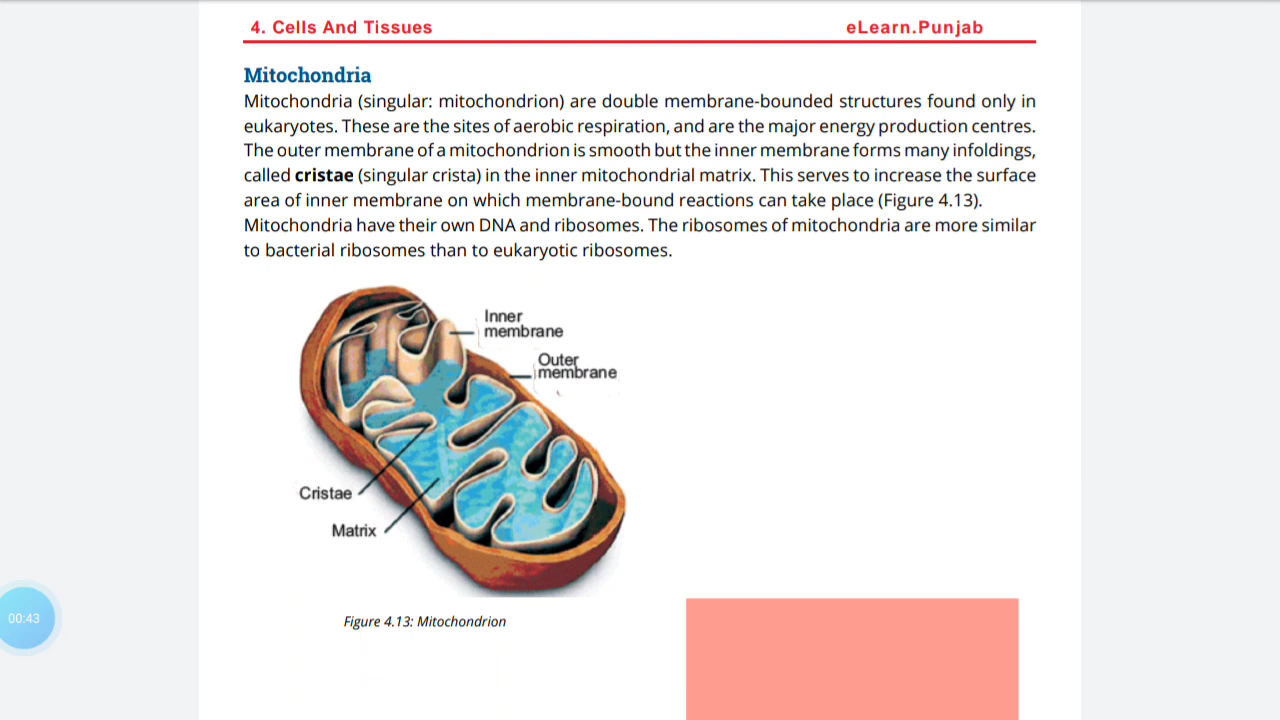 4. Cells And Tissues
eLearn.Punjab
Mitochondria
Mitochondria (singular: mitochondrion) are double membrane-bounded structures found only in
eukaryotes. These are the sites of aerobic respiration, and are the major energy production centres.
The outer membrane of a mitochondrion is smooth but the inner membrane forms many infoldings,
called cristae (singular crista) in the inner mitochondrial matrix. This serves to increase the surface
area of inner membrane on which membrane-bound reactions can take place (Figure 4.13).
Mitochondria have their own DNA and ribosomes. The ribosomes of mitochondria are more similar
to bacterial ribosomes than to eukaryotic ribosomes.
Inner
membrane
Outer
membrane
Cristae
Matrix
00:43
Figure 4.13: Mitochondrion